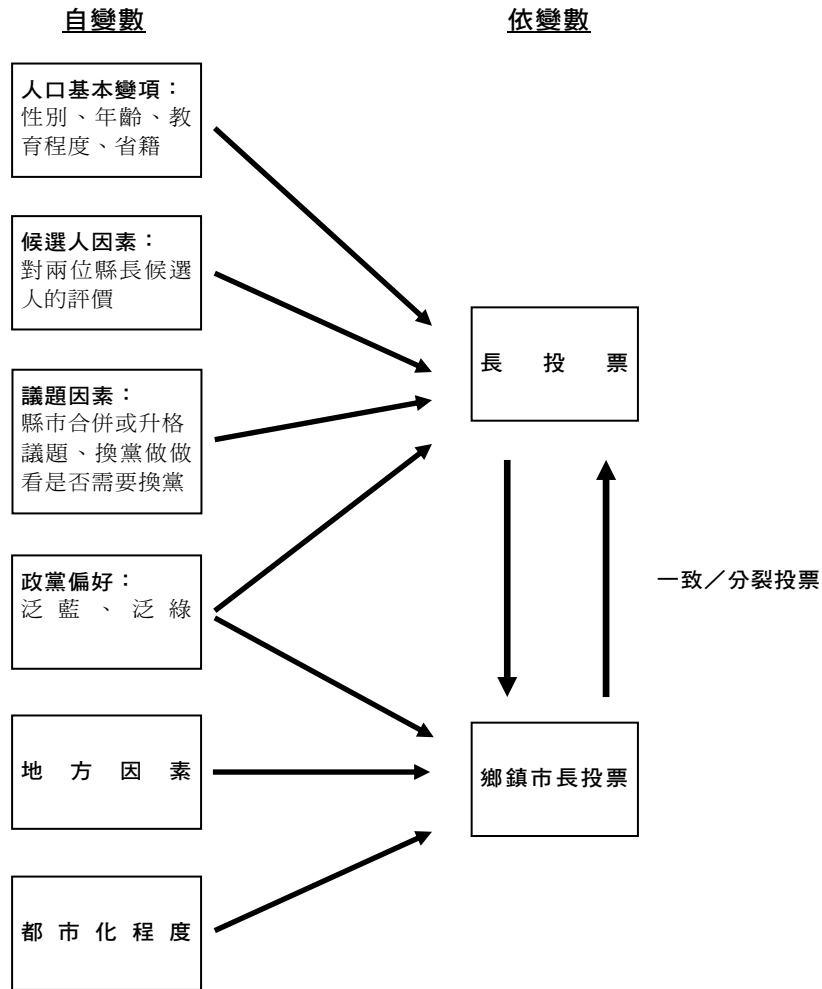 自變數
依變數
人口基本變項：
性別、年齡、教
育程度、省籍
候選人因素：
對兩位縣長候選
人的評價
議題因素：
縣市合併或升格
議題、換黨做做
看是否需要換黨
政黨偏好：
泛藍、泛綠
地方因素
都市化程度
長投票
鄉鎮市長投票
一致／分裂投票